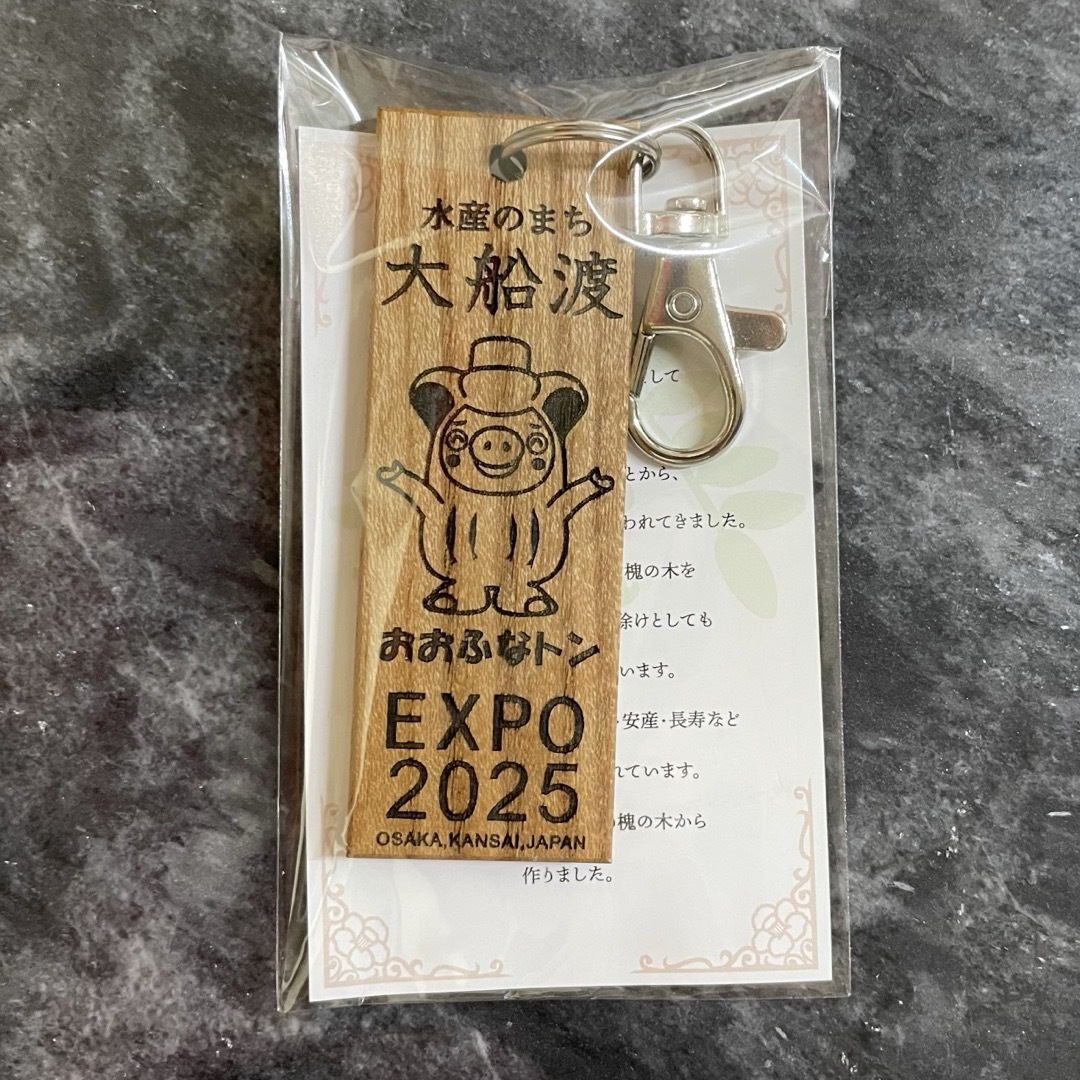 水産のまち
大船渡
おおふなトン
EXPO
2025
OSAKA,KANSAI,JAPAN
して
とから、
われてきました。
槐の木を
除けとしても
います。
・安産・長寿など
れています。
槐の木から
作りました。